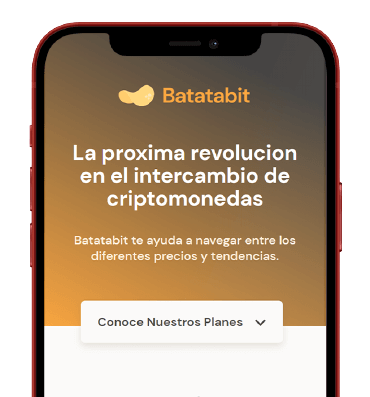 Batatabit
La proxima revolucion
en el intercambio de
criptomonedas
Batatabit te ayuda a navegar entre los
diferentes precios y tendencias.
Conoce Nuestros Planes